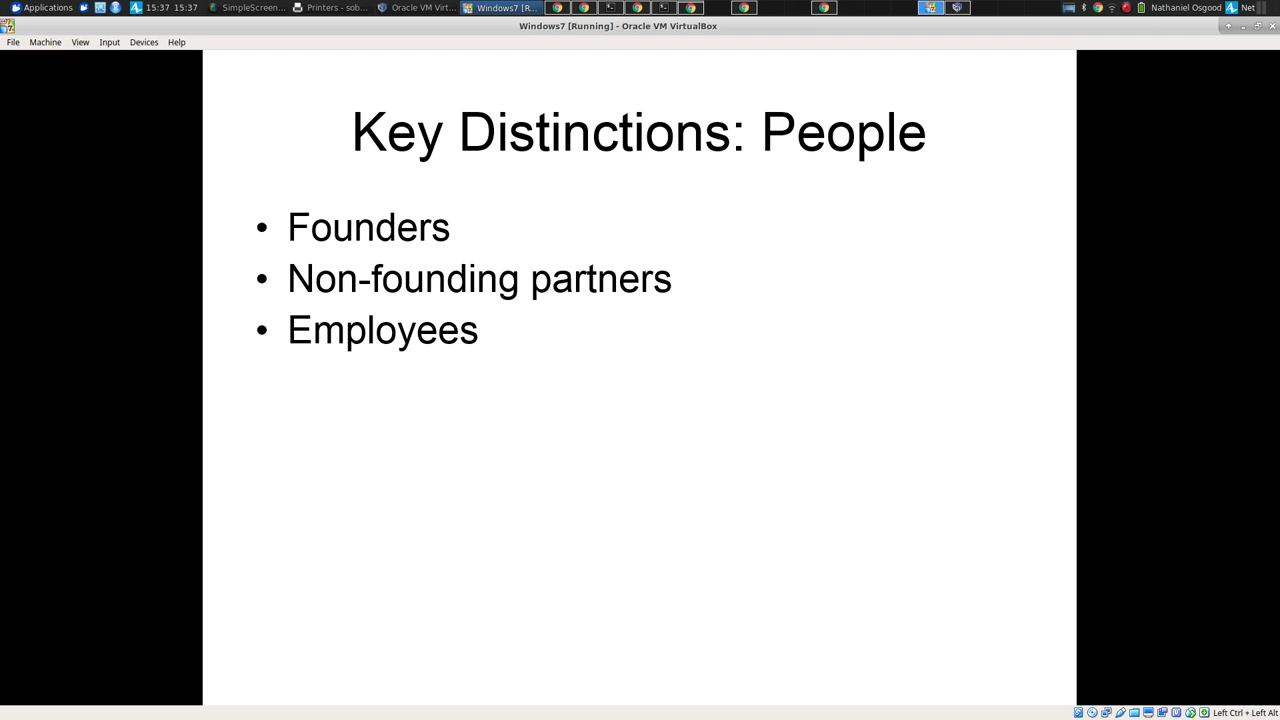 Applications 15:37 15:37 SimpleScreen... Printers - sob... Oracle VM Virt... Windows7 [R... Nathaniel Osgood Net
Windows7 [Running] - Oracle VM VirtualBox
File Machine View Input Devices Help
Key Distinctions: People
• Founders
• Non-founding partners
• Employees
Left Ctrl + Left Alt